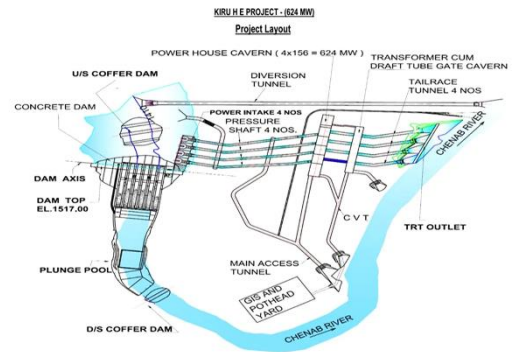 KIRU H E PROJECT - (624 MW)
Project Layout
POWER HOUSE CAVERN ( 4x156 = 624 MW )
TRANSFORMER CUM
DRAFT TUBE GATE CAVERN
U/S COFFER DAM
DIVERSION
TUNNEL
TAILRACE
TUNNEL 4 NOS
CONCRETE DAM
POWER INTAKE 4 NOS
PRESSURE
SHAFT 4 NOS.
CHENAB RIVER
DAM AXIS
DAM TOP
EL.1517.00
C V T
TRT OUTLET
PLUNGE POOL
MAIN ACCESS
TUNNEL
GIS AND
POTHEAD
YARD
D/S COFFER DAM
CHENAB RIVER